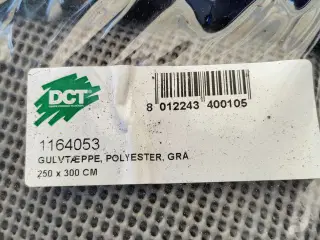 DCT
8 012243 400105
1164053
GULVTÆPPE, POLYESTER, GRÅ
250 x 300 CM